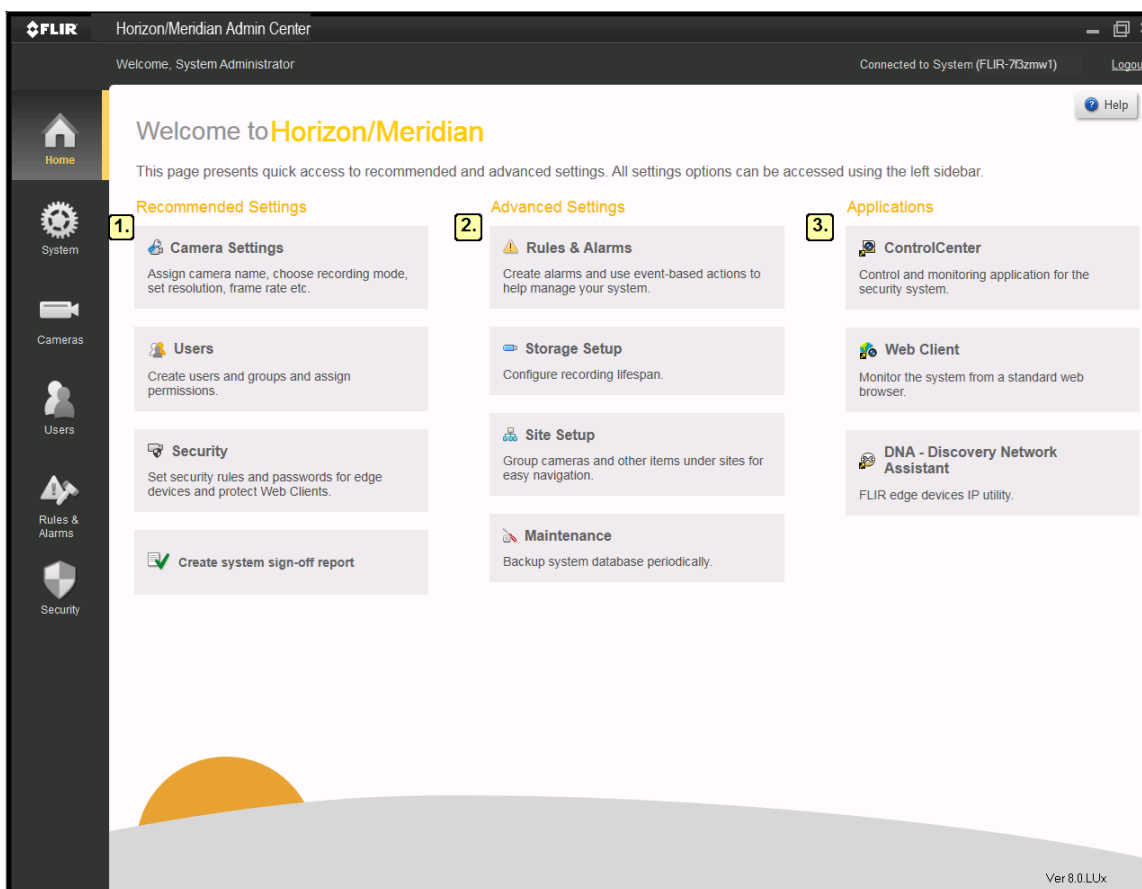 FLIR Horizon/Meridian Admin Center
Welcome, System Administrator
Connected to System (FLIR-7f3zmw1)
Logou
Help
Home
System
Cameras
Users
Rules &
Alarms
Security
Welcome to Horizon/Meridian
This page presents quick access to recommended and advanced settings. All settings options can be accessed using the left sidebar.
1.
Recommended Settings
Camera Settings
Assign camera name, choose recording mode,
set resolution, frame rate etc.
Users
Create users and groups and assign
permissions.
Security
Set security rules and passwords for edge
devices and protect Web Clients.
Create system sign-off report
2.
Advanced Settings
Rules & Alarms
Create alarms and use event-based actions to
help manage your system.
Storage Setup
Configure recording lifespan.
Site Setup
Group cameras and other items under sites for
easy navigation.
Maintenance
Backup system database periodically.
3.
Applications
ControlCenter
Control and monitoring application for the
security system.
Web Client
Monitor the system from a standard web
browser.
DNA - Discovery Network
Assistant
FLIR edge devices IP utility.
Ver 8.0.LUx